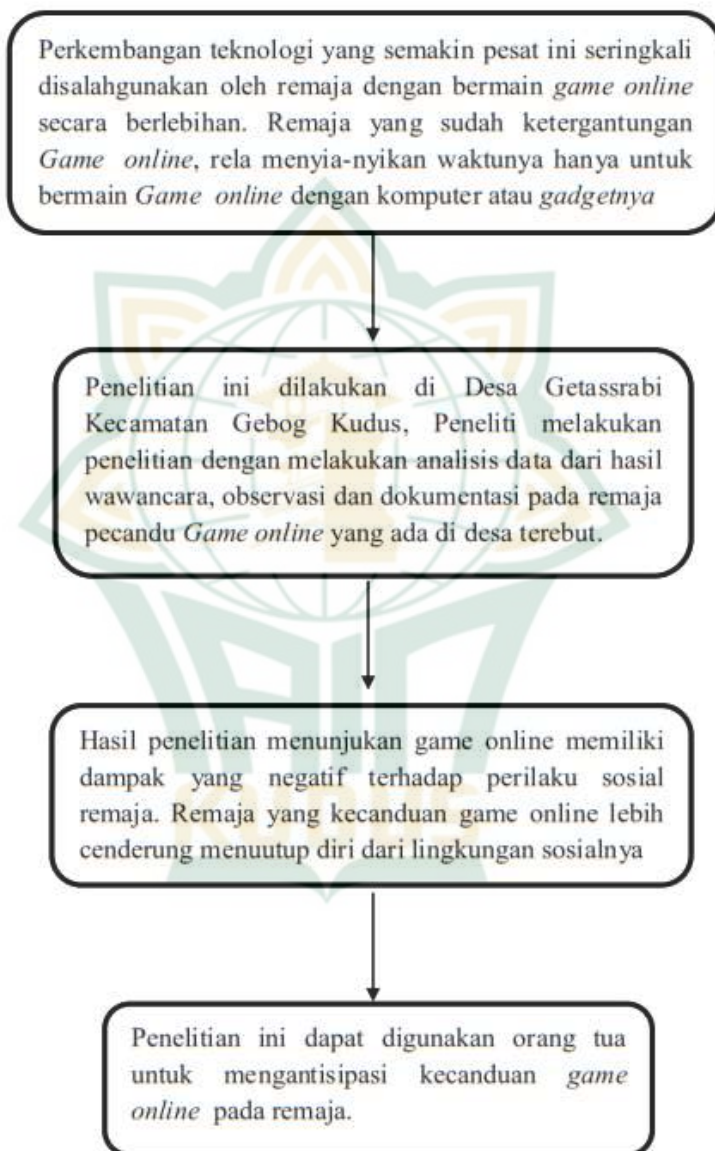 Perkembangan teknologi yang semakin pesat ini seringkali
disalahgunakan oleh remaja dengan bermain game online
secara berlebihan. Remaja yang sudah ketergantungan
Game online, rela menyia-nyikan waktunya hanya untuk
bermain Game online dengan komputer atau gadgetnya
Penelitian ini dilakukan di Desa Getassrabi
Kecamatan Gebog Kudus, Peneliti melakukan
penelitian dengan melakukan analisis data dari hasil
wawancara, observasi dan dokumentasi pada remaja
pecandu Game online yang ada di desa terebut.
Hasil penelitian menunjukan game online memiliki
dampak yang negatif terhadap perilaku sosial
remaja. Remaja yang kecanduan game online lebih
cenderung menuutup diri dari lingkungan sosialnya
Penelitian ini dapat digunakan orang tua
untuk mengantisipasi kecanduan game
online pada remaja.
IAIN
KUDUS